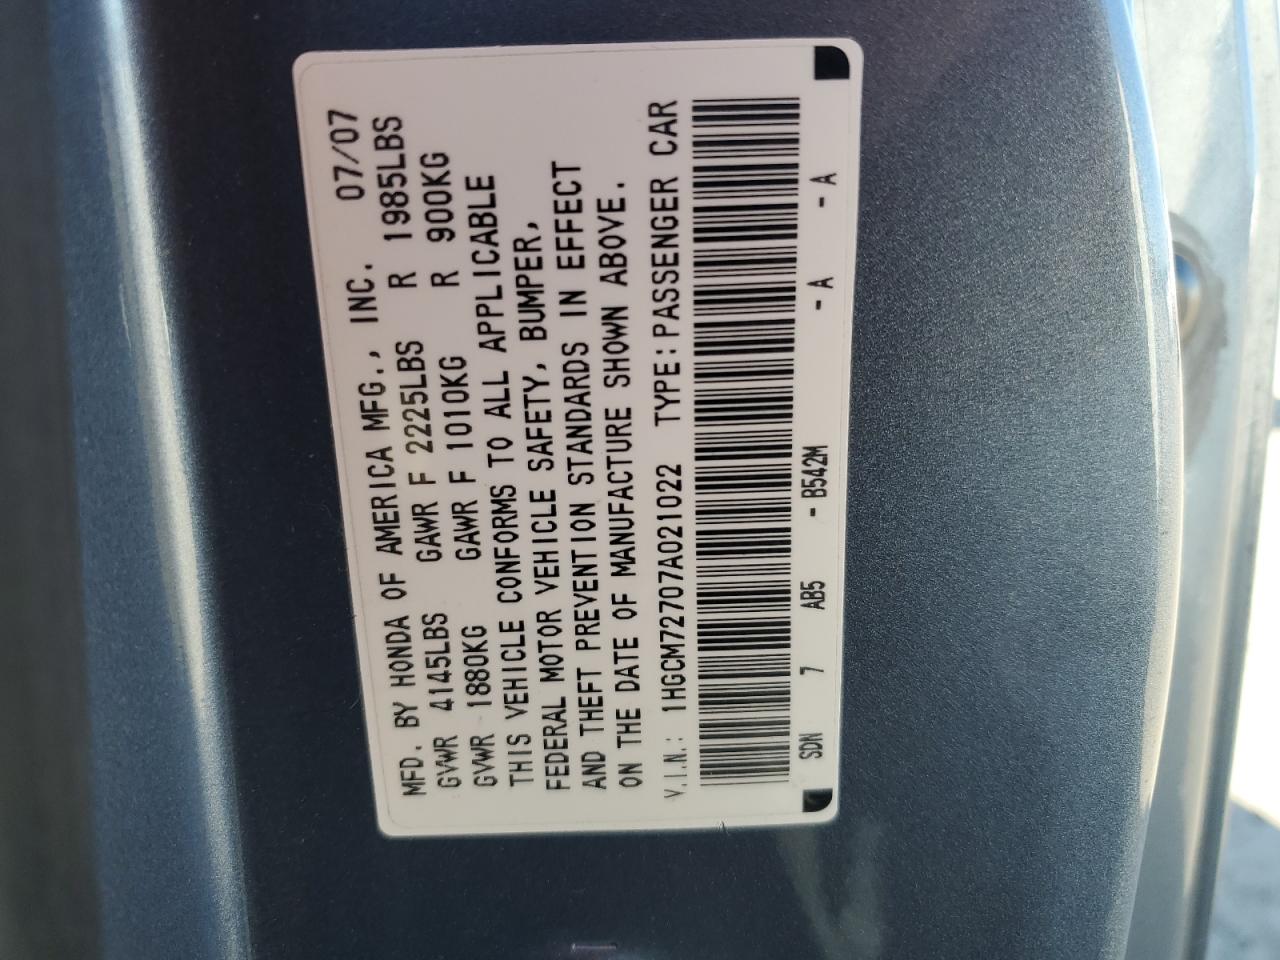 MFD. BY HONDA OF AMERICA MFG., INC. 07/07
GVWR 4145LBS GAWR F 2225LBS R 1985LBS
GVWR 1880KG GAWR F 1010KG R 900KG
THIS VEHICLE CONFORMS TO ALL APPLICABLE
FEDERAL MOTOR VEHICLE SAFETY, BUMPER,
AND THEFT PREVENTION STANDARDS IN EFFECT
ON THE DATE OF MANUFACTURE SHOWN ABOVE.
V.I.N.: 1HGCM72707A021022 TYPE:PASSENGER CAR
SDN 7 AB5 - B542M - A - A